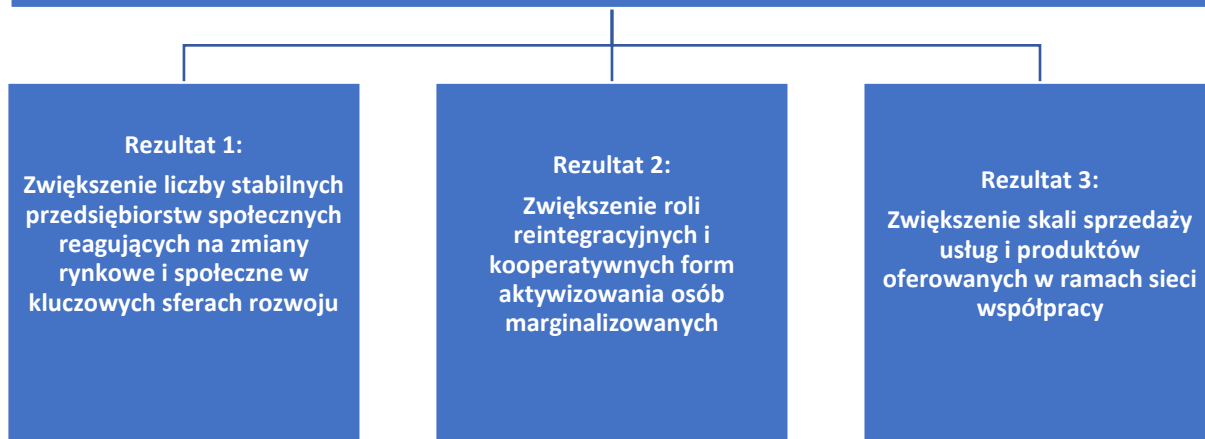 Rezultat 1:
Zwiększenie liczby stabilnych
przedsiębiorstw społecznych
reagujących na zmiany
rynkowe i społeczne w
kluczowych sferach rozwoju
Rezultat 2:
Zwiększenie roli
reintegracyjnych i
kooperatywnych form
aktywizowania osób
marginalizowanych
Rezultat 3:
Zwiększenie skali sprzedaży
usług i produktów
oferowanych w ramach sieci
współpracy